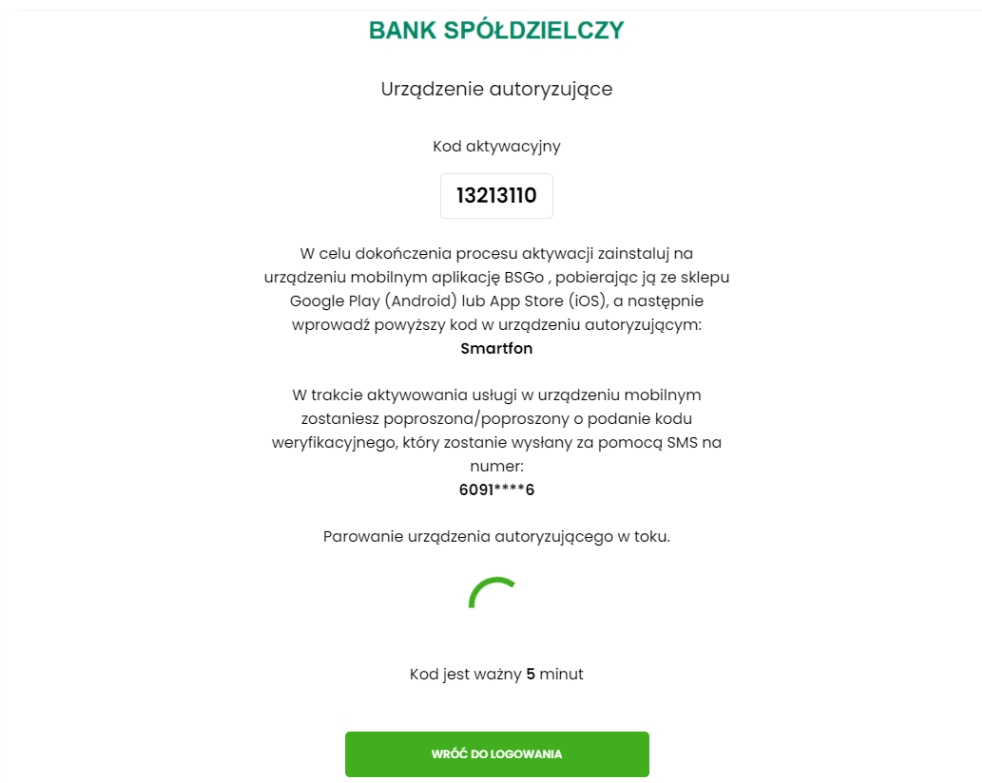 BANK SPÓŁDZIELCZY
Urządzenie autoryzujące
Kod aktywacyjny
13213110
W celu dokończenia procesu aktywacji zainstaluj na
urządzeniu mobilnym aplikację BSGo , pobierając ją ze sklepu
Google Play (Android) lub App Store (iOS), a następnie
wprowadź powyższy kod w urządzeniu autoryzującym:
Smartfon
W trakcie aktywowania usługi w urządzeniu mobilnym
zostaniesz poproszona/poproszony o podanie kodu
weryfikacyjnego, który zostanie wysłany za pomocą SMS na
numer:
6091****6
Parowanie urządzenia autoryzującego w toku.
Kod jest ważny 5 minut
WRÓĆ DO LOGOWANIA